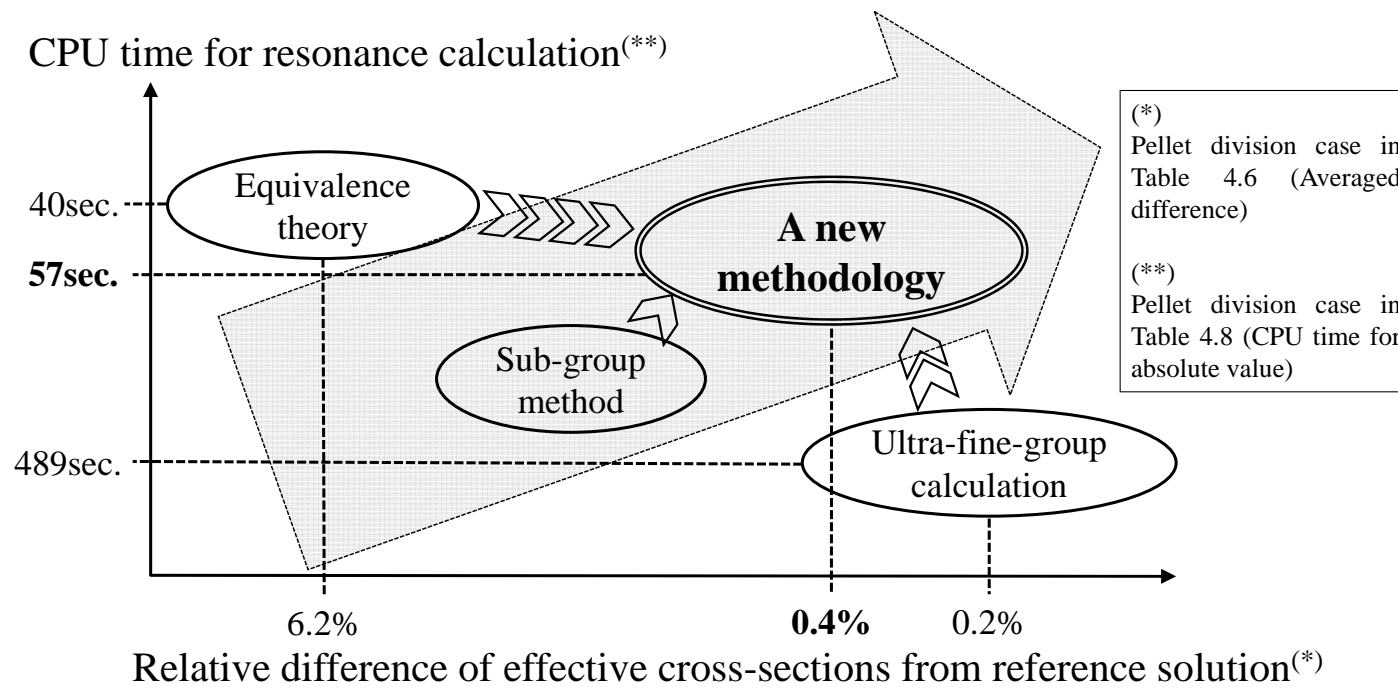 CPU time for resonance calculation(**)
(*)
Pellet division case in
Table 4.6 (Averaged
difference)
(**)
Pellet division case in
Table 4.8 (CPU time for
absolute value)
Equivalence
theory
40sec.
A new
methodology
57sec.
Sub-group
method
Ultra-fine-group
calculation
489sec.
6.2%
0.4%
0.2%
Relative difference of effective cross-sections from reference solution(*)